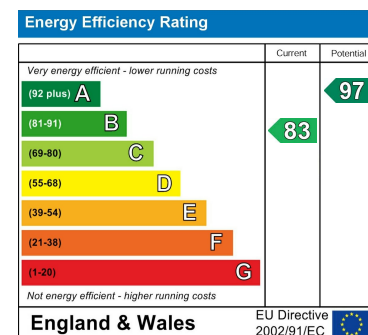 Energy Efficiency Rating
Current Potential
Very energy efficient - lower running costs
(92 plus) A
97
(81-91) B
83
(69-80) C
(55-68) D
(39-54) E
(21-38) F
(1-20) G
Not energy efficient - higher running costs
England & Wales
EU Directive
2002/91/EC